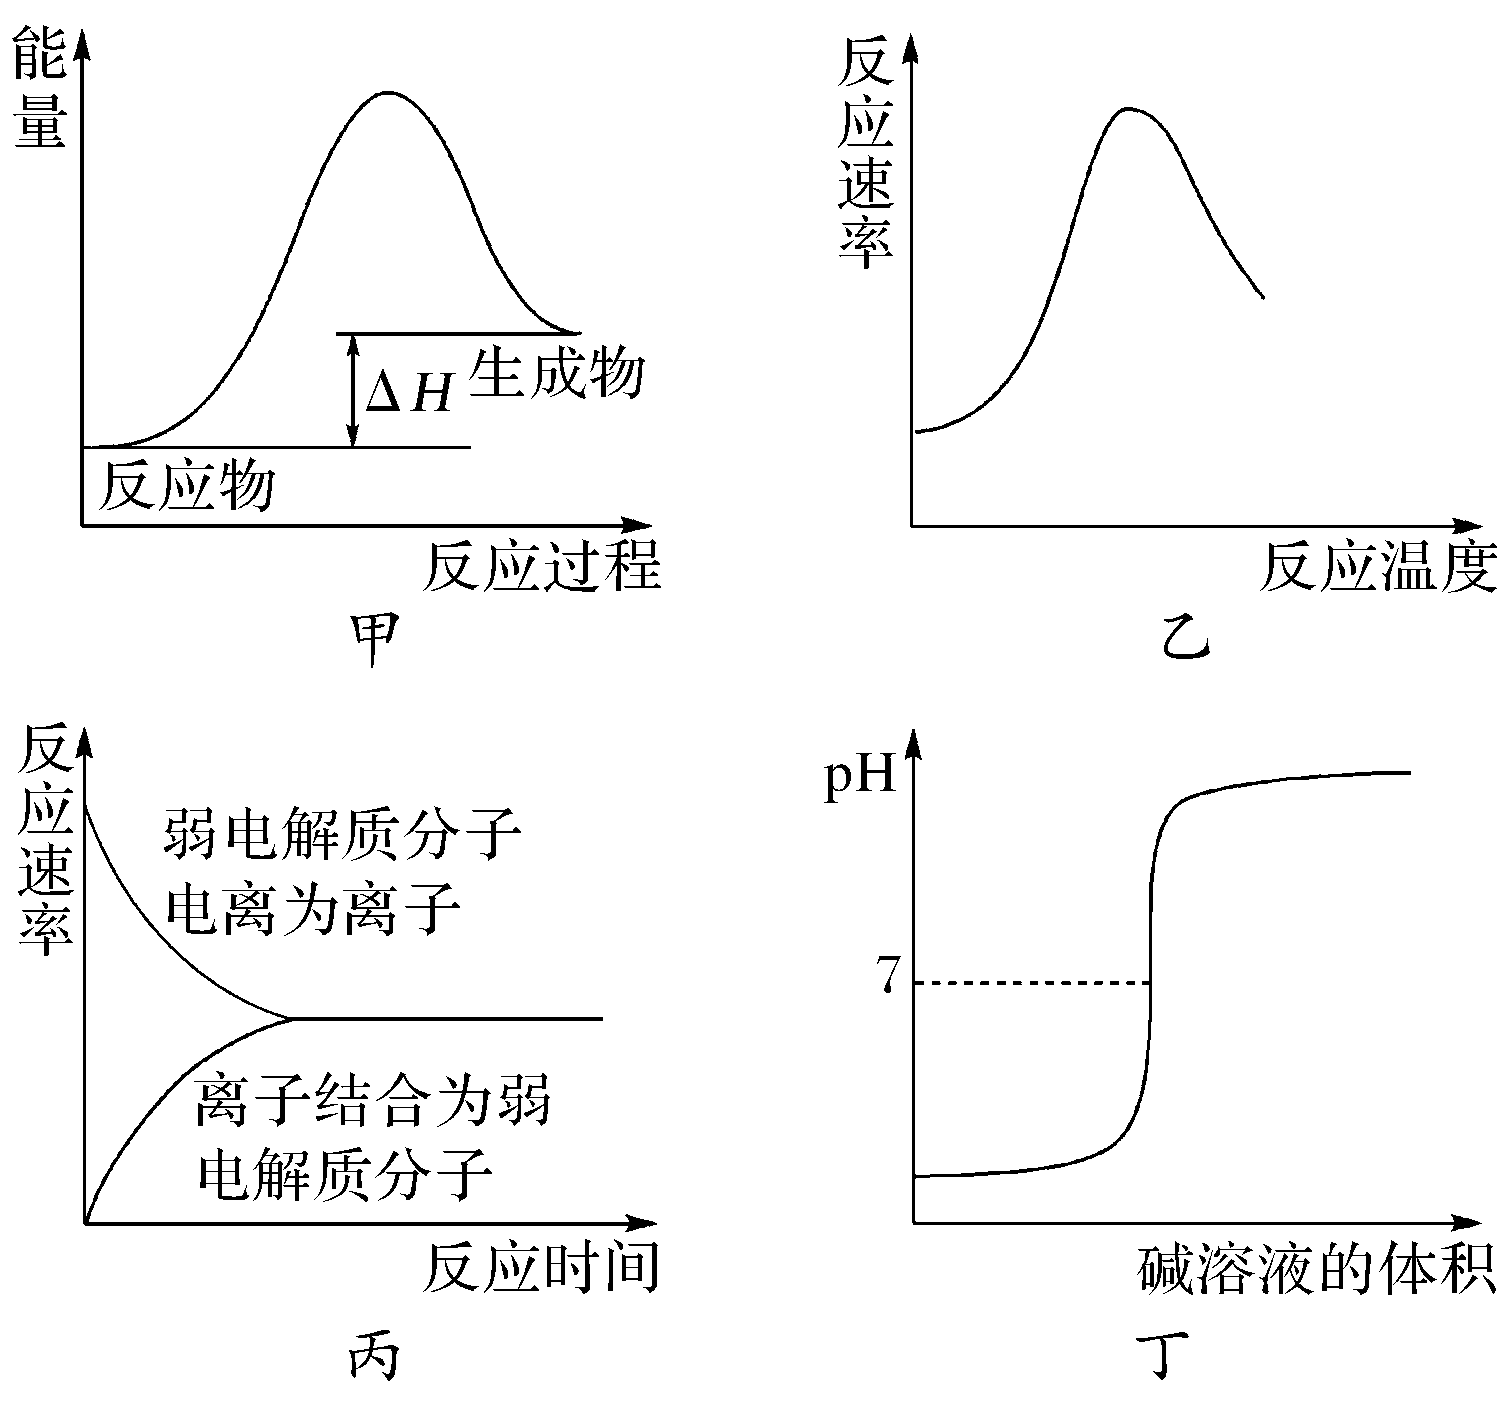 能量
ΔH
生成物
反应物
反应过程
甲
反应速率
反应温度
乙
反应速率
弱电解质分子
电离为离子
离子结合为弱
电解质分子
反应时间
丙
pH
7
碱溶液的体积
丁